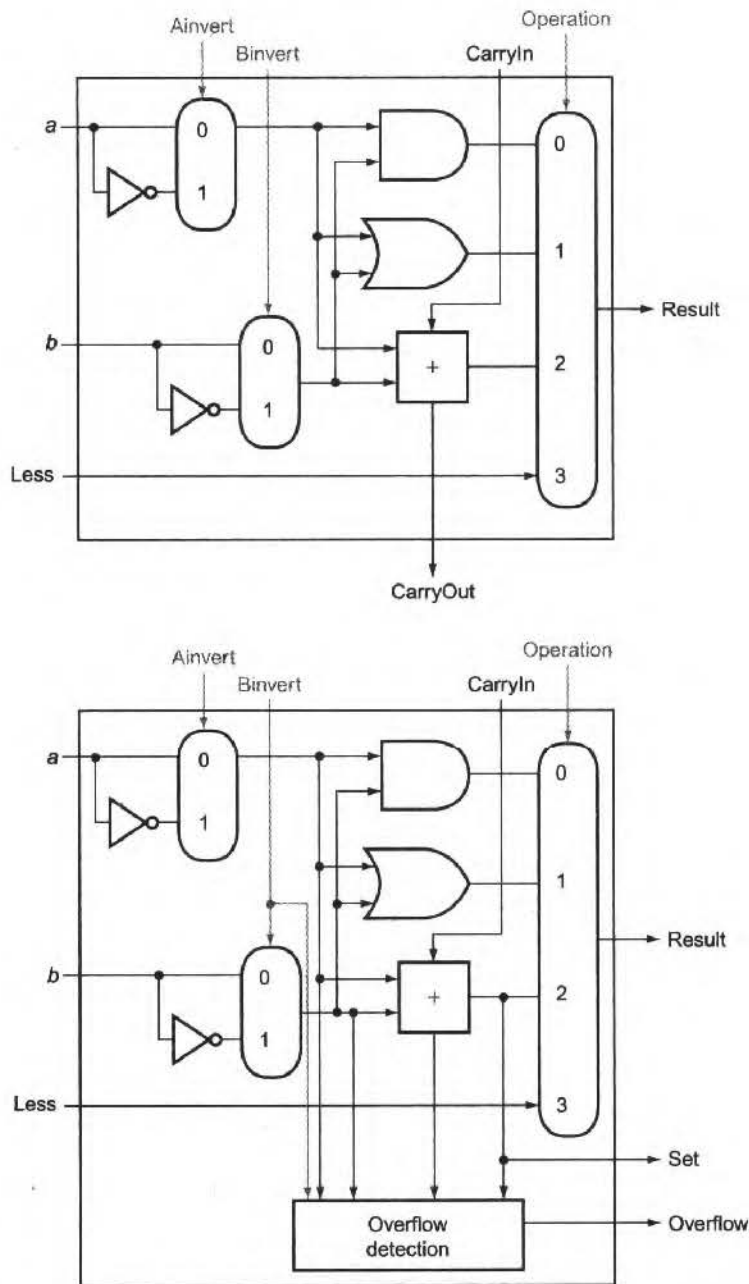 Operation
Ainvert
CarryIn
Binvert
a
0
1
0
1
b
0
1
+
2
Result
Less
3
CarryOut
Operation
Ainvert
CarryIn
Binvert
a
0
1
0
1
b
0
1
+
2
Result
Less
3
Set
Overflow
detection
Overflow